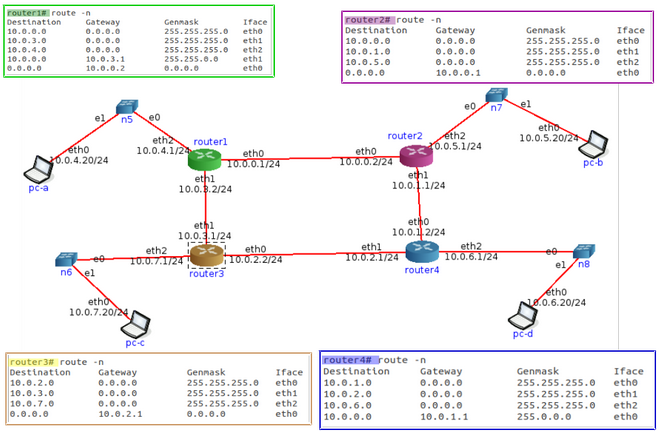 router1# route -n
Destination Gateway Genmask Iface
10.0.0.0 0.0.0.0 255.255.255.0 eth0
10.0.3.0 0.0.0.0 255.255.255.0 eth1
10.0.4.0 0.0.0.0 255.255.255.0 eth2
10.0.0.0 10.0.3.1 255.255.0.0 eth1
0.0.0.0 10.0.0.2 0.0.0.0 eth0
router2# route -n
Destination Gateway Genmask Iface
10.0.0.0 0.0.0.0 255.255.255.0 eth0
10.0.1.0 0.0.0.0 255.255.255.0 eth1
10.0.5.0 0.0.0.0 255.255.255.0 eth2
0.0.0.0 10.0.0.1 0.0.0.0 eth0
e1
e0
n5
eth2
10.0.4.1/24
10.0.4.20/24
pc-a
router1
eth0
10.0.0.1/24
eth1
10.0.3.2/24
eth0
10.0.0.2/24
router2
eth2
10.0.5.1/24
eth1
10.0.1.1/24
e0
n7
e1
eth0
10.0.5.20/24
pc-b
eth1
10.0.3.1/24
eth2
10.0.7.1/24
eth0
10.0.2.2/24
router3
e0
n6
e1
eth0
10.0.7.20/24
pc-c
eth0
10.0.1.2/24
eth1
10.0.2.1/24
eth2
10.0.6.1/24
router4
e0
n8
e1
eth0
10.0.6.20/24
pc-d
router3# route -n
Destination Gateway Genmask Iface
10.0.2.0 0.0.0.0 255.255.255.0 eth0
10.0.3.0 0.0.0.0 255.255.255.0 eth1
10.0.7.0 0.0.0.0 255.255.255.0 eth2
0.0.0.0 10.0.2.1 0.0.0.0 eth0
router4# route -n
Destination Gateway Genmask Iface
10.0.1.0 0.0.0.0 255.255.255.0 eth0
10.0.2.0 0.0.0.0 255.255.255.0 eth1
10.0.6.0 0.0.0.0 255.255.255.0 eth2
10.0.0.0 10.0.1.1 255.0.0.0 eth0